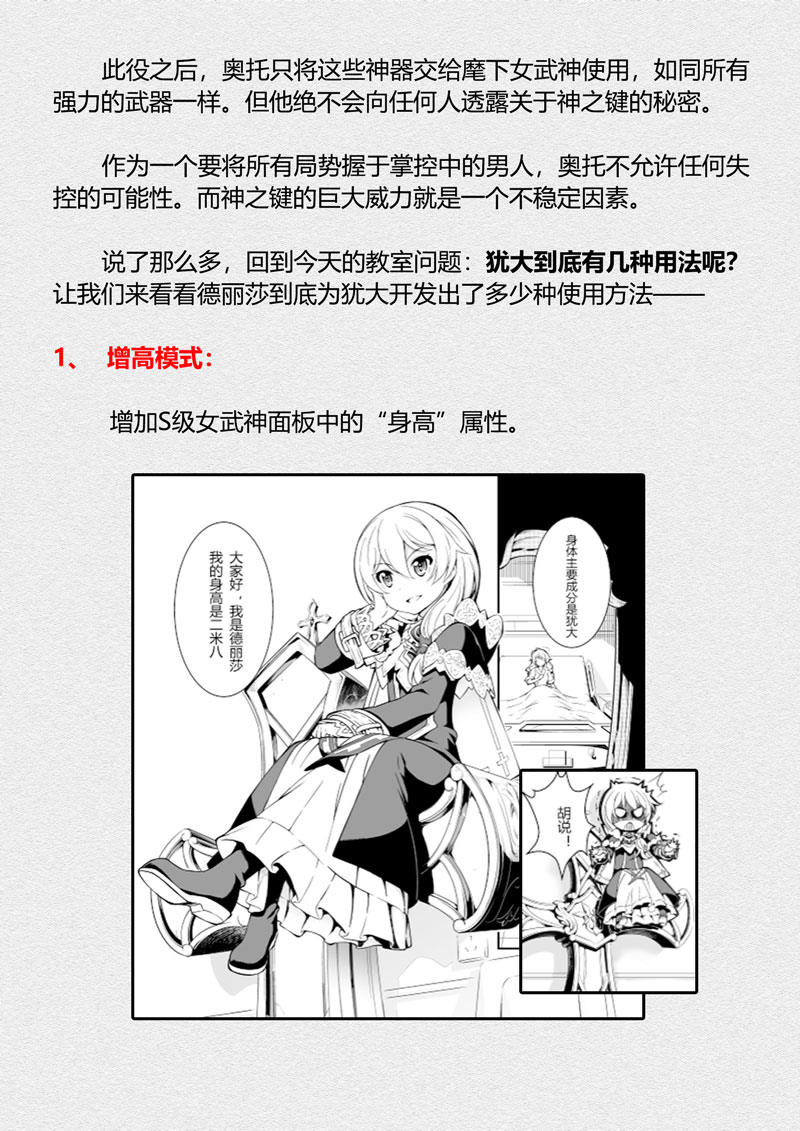 此役之后，奥托只将这些神器交给麾下女武神使用，如同所有
强力的武器一样。但他绝不会向任何人透露关于神之键的秘密。
作为一个要将所有局势握于掌控中的男人，奥托不允许任何失
控的可能性。而神之键的巨大威力就是一个不稳定因素。
说了那么多，回到今天的教室问题：犹大到底有几种用法呢？
让我们来看看德丽莎到底为犹大开发出了多少种使用方法——
1、 增高模式：
增加S级女武神面板中的“身高”属性。
大家好，我是德丽莎
我的身高是二米八
身体主要成分是犹大
胡说！